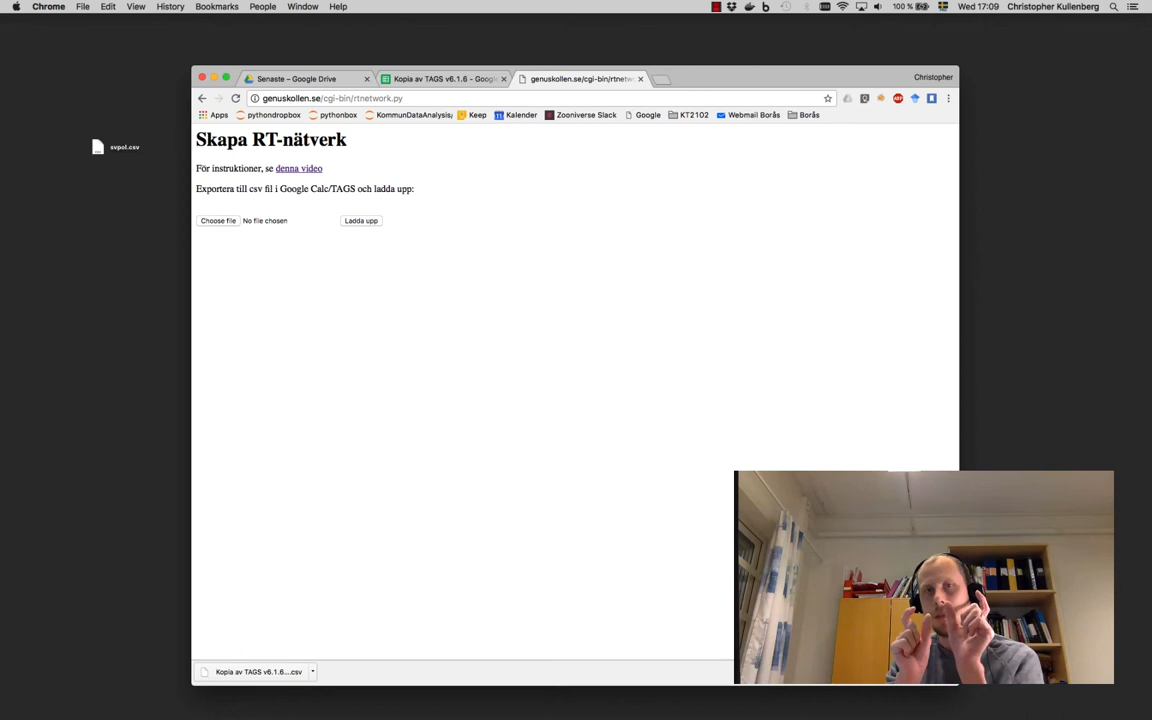 Chrome File Edit View History Bookmarks People Window Help 100 % Wed 17:09 Christopher Kullenberg
Senaste – Google Drive Kopia av TAGS v6.1.6 - Goog genuskollen.se/cgi-bin/rtnetw Christopher
genuskollen.se/cgi-bin/rtnetwork.py
Apps pythondropbox pythonbox KommunDataAnalysis Keep Kalender Zooniverse Slack Google KT2102 Webmail Borås Borås
Skapa RT-nätverk
svpol.csv
För instruktioner, se denna video
Exportera till csv fil i Google Calc/TAGS och ladda upp:
Choose file No file chosen Ladda upp
Kopia av TAGS v6.1.6....csv